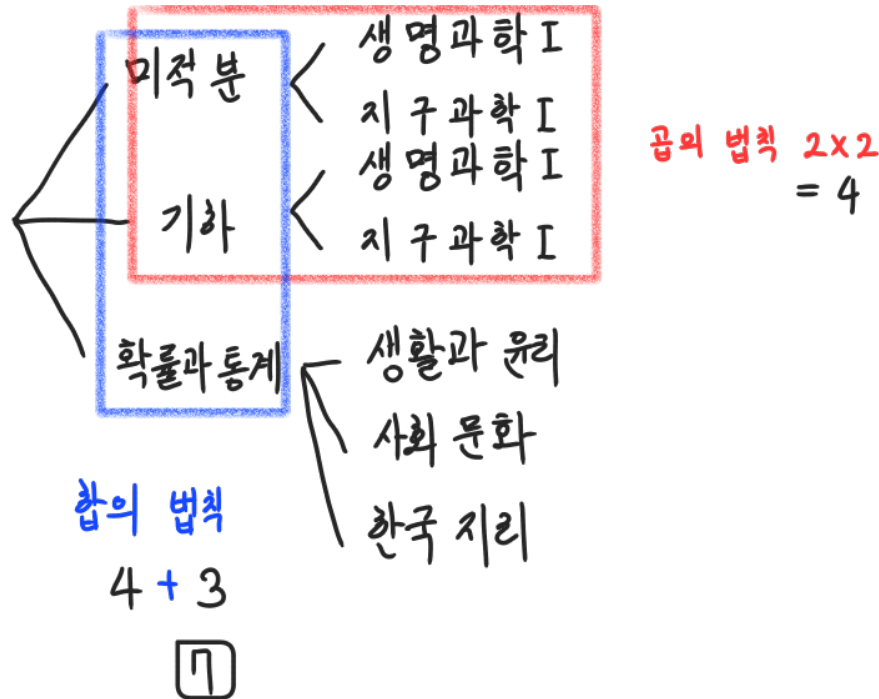 미적분
생명과학 I
지구과학 I
곱의 법칙 2×2
= 4
기하
생명과학 I
지구과학 I
확률과 통계
생활과 윤리
사회 문화
한국 지리
합의 법칙
4 + 3
7